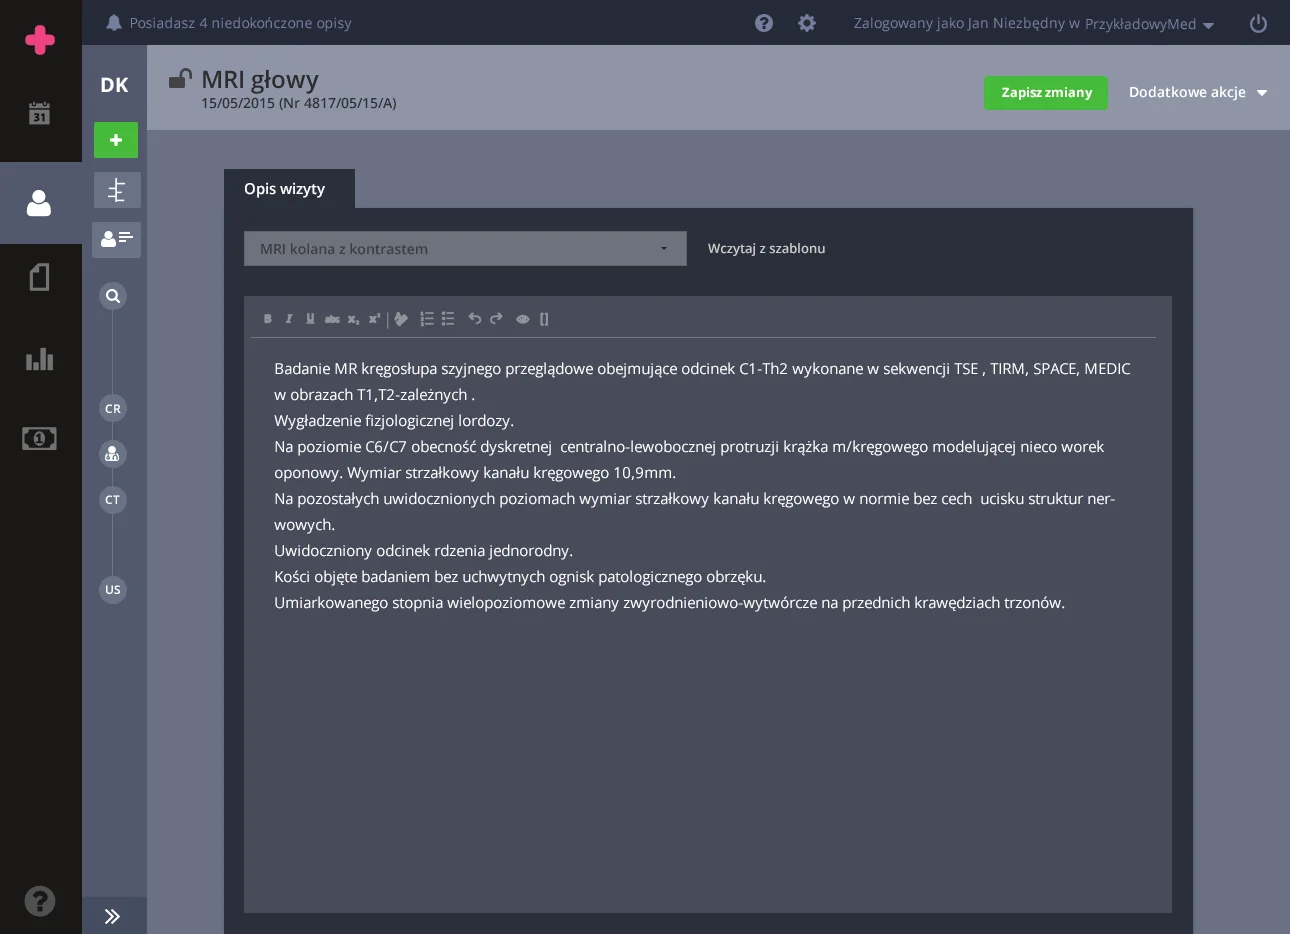 Posiadasz 4 niedokończone opisy
Zalogowany jako Jan Niezbędny w PrzykładowyMed
31
DK
MRI głowy
15/05/2015 (Nr 4817/05/15/A)
Zapisz zmiany
Dodatkowe akcje
Opis wizyty
MRI kolana z kontrastem
Wczytaj z szablonu
B I U abc x₂ x²
Badanie MR kręgosłupa szyjnego przeglądowe obejmujące odcinek C1-Th2 wykonane w sekwencji TSE , TIRM, SPACE, MEDIC
w obrazach T1,T2-zależnych .
Wygładzenie fizjologicznej lordozy.
Na poziomie C6/C7 obecność dyskretnej  centralno-lewobocznej protruzji krążka m/kręgowego modelującej nieco worek
oponowy. Wymiar strzałkowy kanału kręgowego 10,9mm.
Na pozostałych uwidocznionych poziomach wymiar strzałkowy kanału kręgowego w normie bez cech  ucisku struktur ner-
wowych.
Uwidoczniony odcinek rdzenia jednorodny.
Kości objęte badaniem bez uchwytnych ognisk patologicznego obrzęku.
Umiarkowanego stopnia wielopoziomowe zmiany zwyrodnieniowo-wytwórcze na przednich krawędziach trzonów.
CR
CT
US